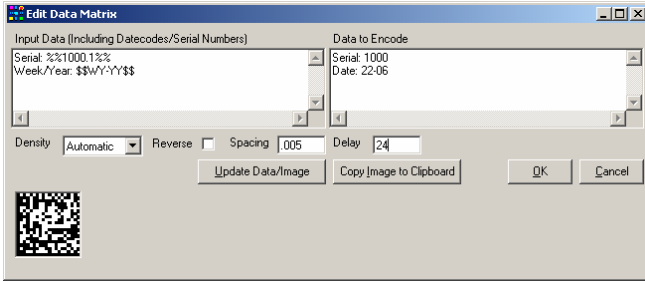 Edit Data Matrix
Input Data (Including Datecodes/Serial Numbers)
Data to Encode
Serial: %%1000.1%%
Week/Year: $$WY-YY$$
Serial: 1000
Date: 22-06
Density Automatic Reverse Spacing .005 Delay 24
Update Data/Image Copy Image to Clipboard OK Cancel